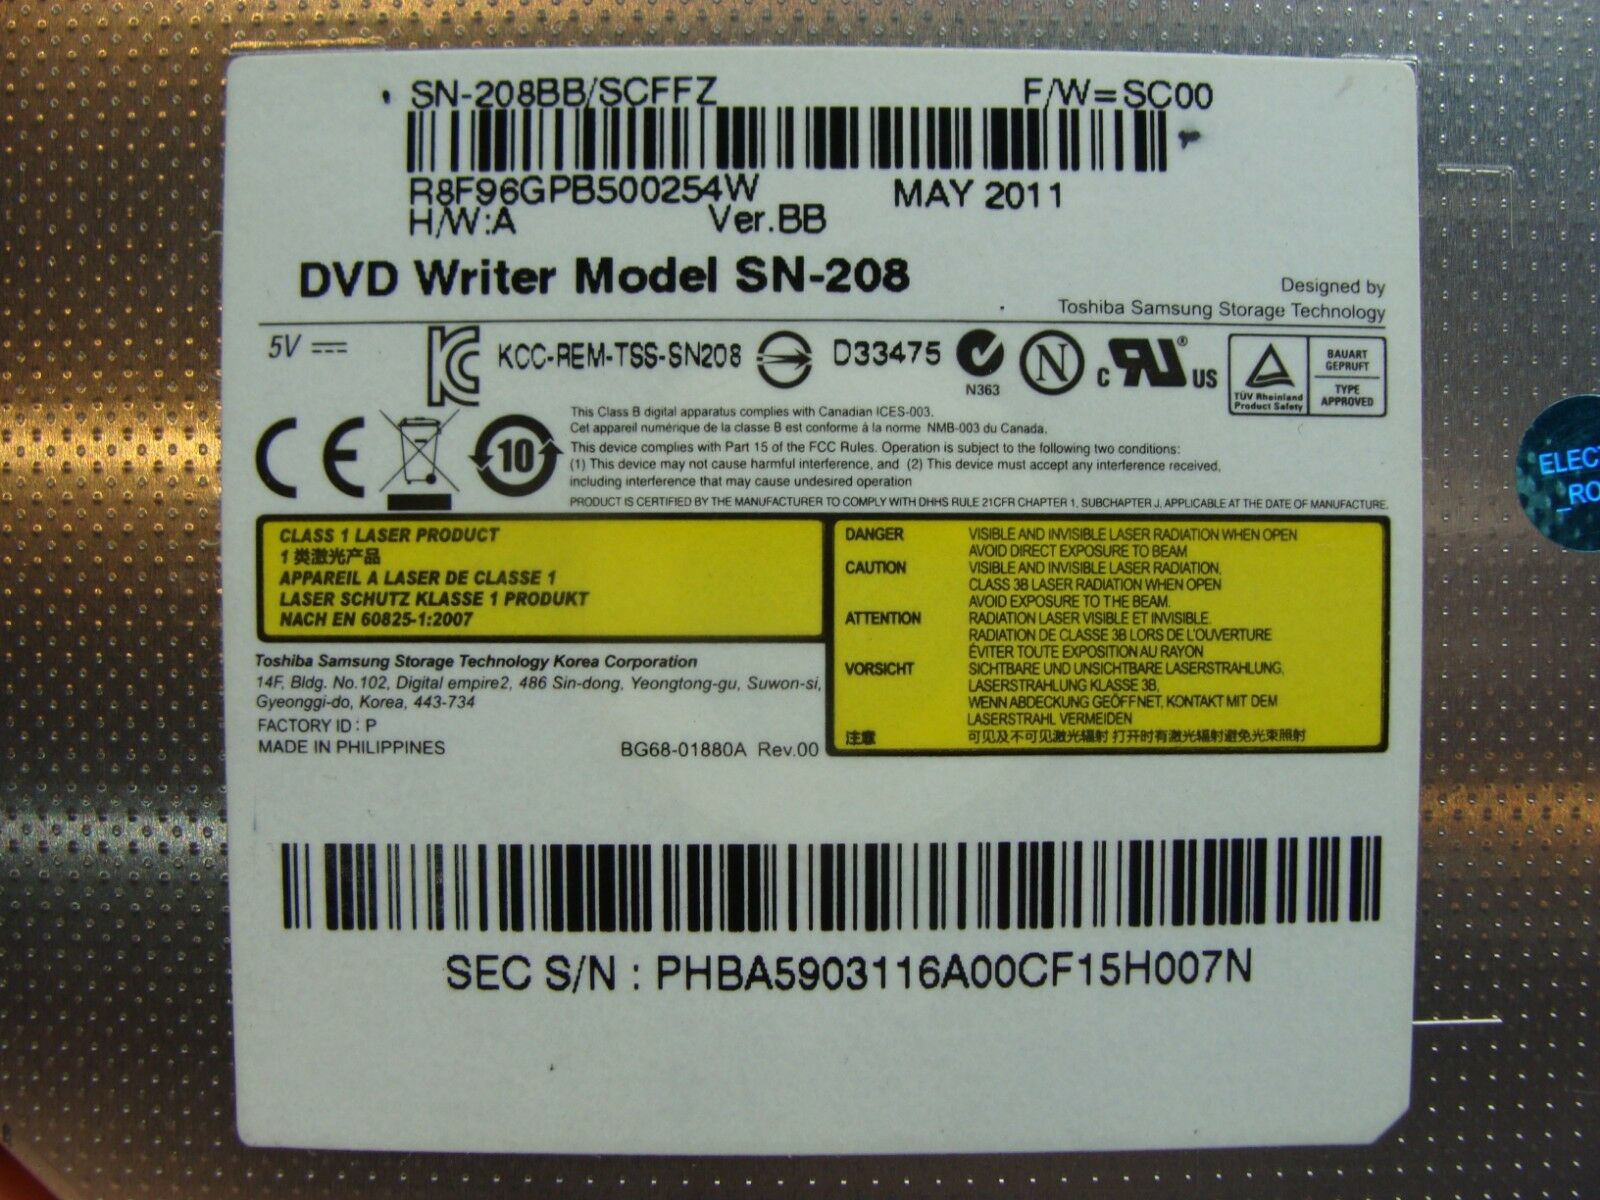 SN-208BB/SCFFZ F/W=SC00
R8F96GPB500254W MAY 2011
H/W:A Ver.BB
DVD Writer Model SN-208
Designed by
Toshiba Samsung Storage Technology
5V KC KCC-REM-TSS-SN208 D33475 N363 N c RU® US
TÜV Rheinland
Product Safety
BAUART
GEPRUFT
TYPE
APPROVED
CE 10
This Class B digital apparatus complies with Canadian ICES-003.
Cet appareil numérique de la classe B est conforme à la norme NMB-003 du Canada.
This device complies with Part 15 of the FCC Rules. Operation is subject to the following two conditions:
(1) This device may not cause harmful interference, and (2) This device must accept any interference received,
including interference that may cause undesired operation
PRODUCT IS CERTIFIED BY THE MANUFACTURER TO COMPLY WITH DHHS RULE 21CFR CHAPTER 1, SUBCHAPTER J, APPLICABLE AT THE DATE OF MANUFACTURE.
CLASS 1 LASER PRODUCT
1 类激光产品
APPAREIL A LASER DE CLASSE 1
LASER SCHUTZ KLASSE 1 PRODUKT
NACH EN 60825-1:2007
DANGER VISIBLE AND INVISIBLE LASER RADIATION WHEN OPEN
AVOID DIRECT EXPOSURE TO BEAM
CAUTION VISIBLE AND INVISIBLE LASER RADIATION,
CLASS 3B LASER RADIATION WHEN OPEN
AVOID EXPOSURE TO THE BEAM.
ATTENTION RADIATION LASER VISIBLE ET INVISIBLE.
RADIATION DE CLASSE 3B LORS DE L'OUVERTURE
ÉVITER TOUTE EXPOSITION AU RAYON
VORSICHT SICHTBARE UND UNSICHTBARE LASERSTRAHLUNG,
LASERSTRAHLUNG KLASSE 3B,
WENN ABDECKUNG GEÖFFNET, KONTAKT MIT DEM
LASERSTRAHL VERMEIDEN
注意 可见及不可见激光辐射 打开时有激光辐射避免光束照射
Toshiba Samsung Storage Technology Korea Corporation
14F, Bldg. No.102, Digital empire2, 486 Sin-dong, Yeongtong-gu, Suwon-si,
Gyeonggi-do, Korea, 443-734
FACTORY ID : P
MADE IN PHILIPPINES BG68-01880A Rev.00
SEC S/N : PHBA5903116A00CF15H007N
ELEC
_RO